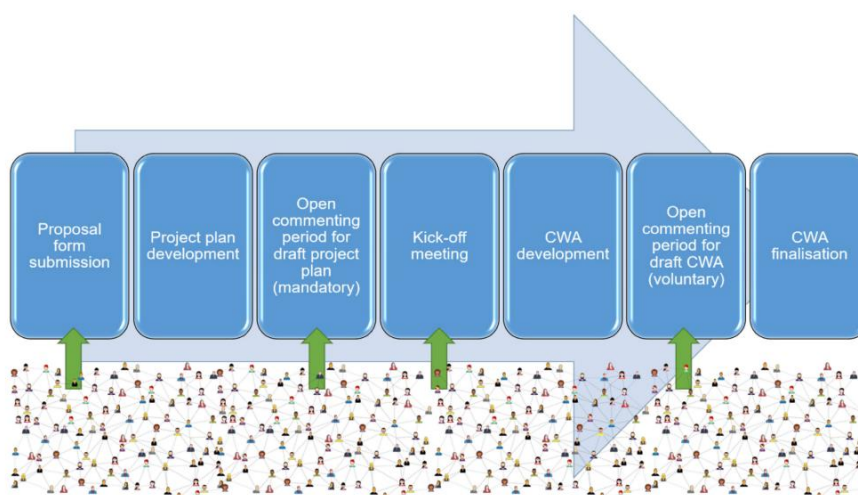 Proposal
form
submission
Project plan
development
Open
commenting
period for
draft project
plan
(mandatory)
Kick-off
meeting
CWA
development
Open
commenting
period for
draft CWA
(voluntary)
CWA
finalisation